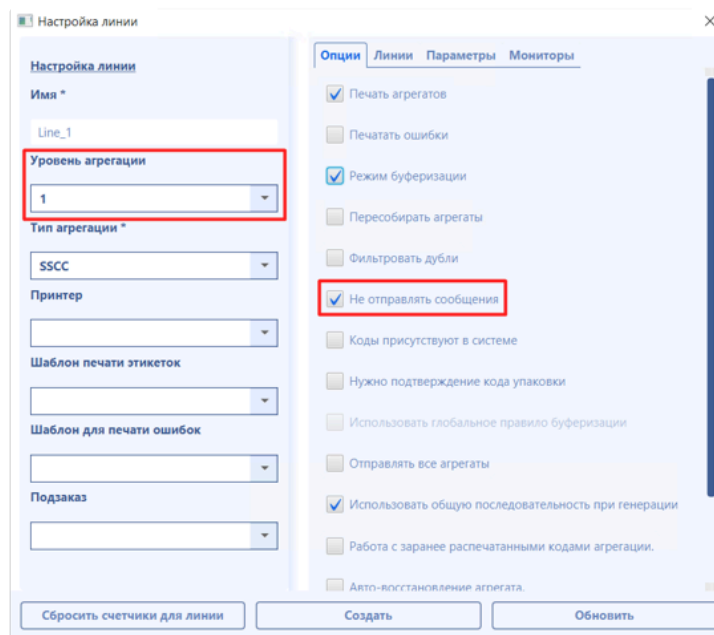 Настройка линии
Настройка линии
Имя *
Line_1
Уровень агрегации
1
Тип агрегации *
SSCC
Принтер
Шаблон печати этикеток
Шаблон для печати ошибок
Подзаказ
Опции Линии Параметры Мониторы
Печать агрегатов
Печатать ошибки
Режим буферизации
Пересобирать агрегаты
Фильтровать дубли
Не отправлять сообщения
Коды присутствуют в системе
Нужно подтверждение кода упаковки
Использовать глобальное правило буферизации
Отправлять все агрегаты
Использовать общую последовательность при генерации
Работа с заранее распечатанными кодами агрегации.
Авто-восстановление агрегата.
Сбросить счетчики для линии Создать Обновить